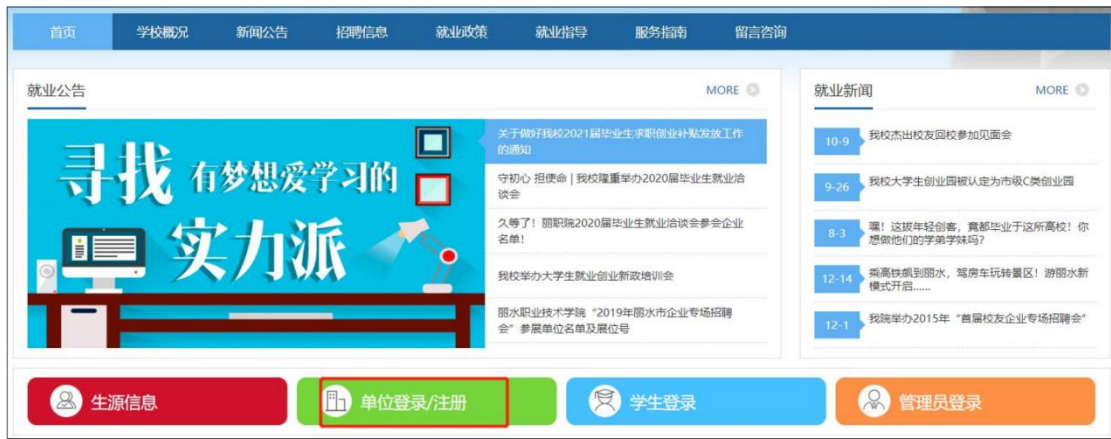 首页 学校概况 新闻公告 招聘信息 就业政策 就业指导 服务指南 留言咨询
就业公告 MORE
寻找 有梦想爱学习的
实力派
关于做好我校2021届毕业生求职创业补贴发放工作
的通知
守初心 担使命 | 我校隆重举办2020届毕业生就业洽
谈会
久等了！丽职院2020届毕业生就业洽谈会参会企业
名单！
我校举办大学生就业创业新政培训会
丽水职业技术学院“2019年丽水市企业专场招聘
会”参展单位名单及展位号
就业新闻 MORE
10-9 我校杰出校友回校参加见面会
9-26 我校大学生创业园被认定为市级C类创业园
8-3 嘿！这拨年轻创客，竟都毕业于这所高校！你
想做他们的学弟学妹吗？
12-14 乘高铁飙到丽水，驾房车玩转景区！游丽水新
模式开启......
12-1 我院举办2015年“首届校友企业专场招聘会”
生源信息 单位登录/注册 学生登录 管理员登录